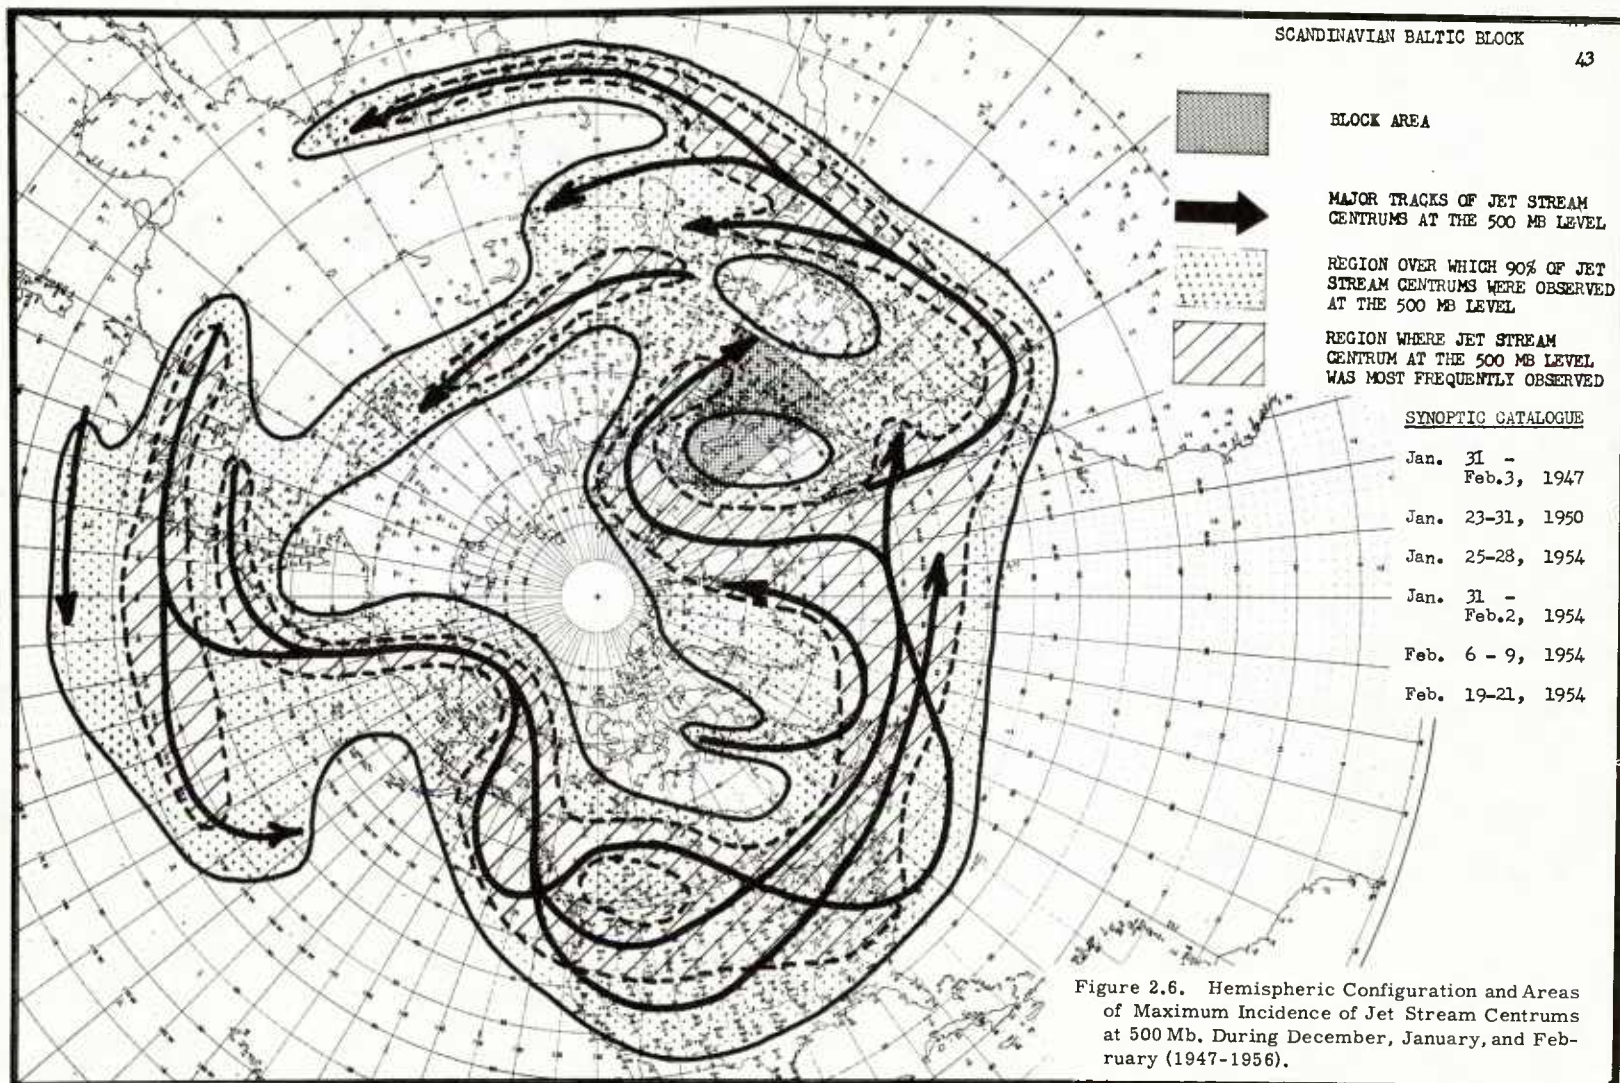 SCANDINAVIAN BALTIC BLOCK
43
BLOCK AREA
MAJOR TRACKS OF JET STREAM
CENTRUMS AT THE 500 MB LEVEL
REGION OVER WHICH 90% OF JET
STREAM CENTRUMS WERE OBSERVED
AT THE 500 MB LEVEL
REGION WHERE JET STREAM
CENTRUM AT THE 500 MB LEVEL
WAS MOST FREQUENTLY OBSERVED
SYNOPTIC CATALOGUE
Jan. 31 -
Feb.3, 1947
Jan. 23-31, 1950
Jan. 25-28, 1954
Jan. 31 -
Feb.2, 1954
Feb. 6 - 9, 1954
Feb. 19-21, 1954
Figure 2.6. Hemispheric Configuration and Areas
of Maximum Incidence of Jet Stream Centrums
at 500 Mb. During December, January, and Feb-
ruary (1947-1956).